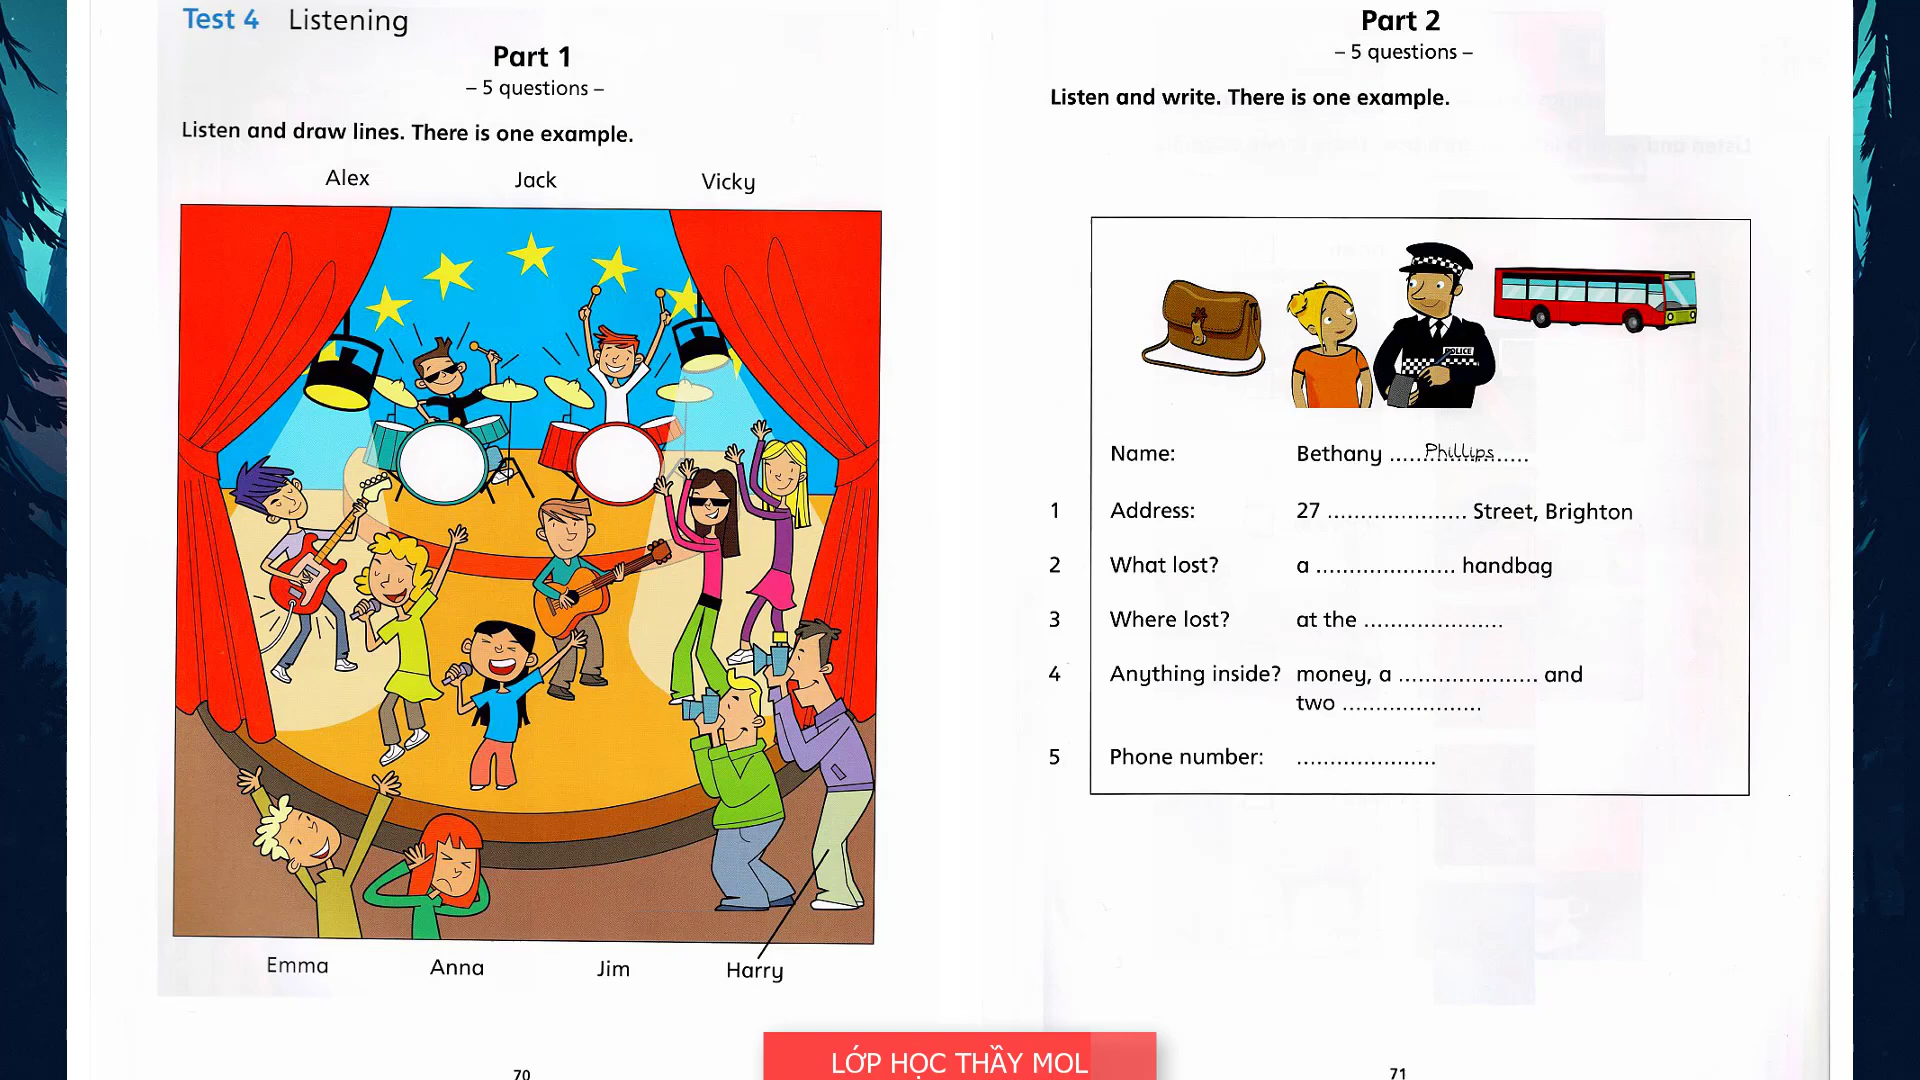 Test 4 Listening
Part 1
– 5 questions –
Listen and draw lines. There is one example.
Alex Jack Vicky
Emma Anna Jim Harry
70
Part 2
– 5 questions –
Listen and write. There is one example.
POLICE
Name: Bethany .....Phillips.....
1 Address: 27 ..................... Street, Brighton
2 What lost? a ..................... handbag
3 Where lost? at the .....................
4 Anything inside? money, a ..................... and
two .....................
5 Phone number: .....................
71
LỚP HỌC THẦY MOL